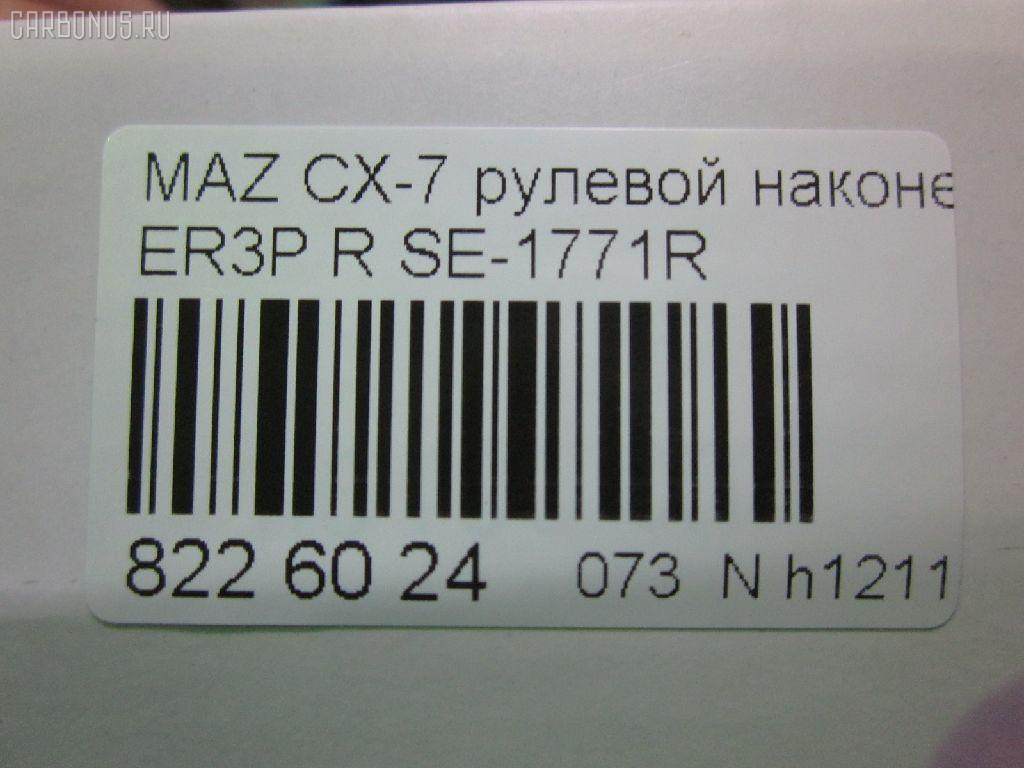 CARBONUS.RU
MAZ CX-7 рулевой наконе
ER3P R SE-1771R
822 60 24 073 N h1211